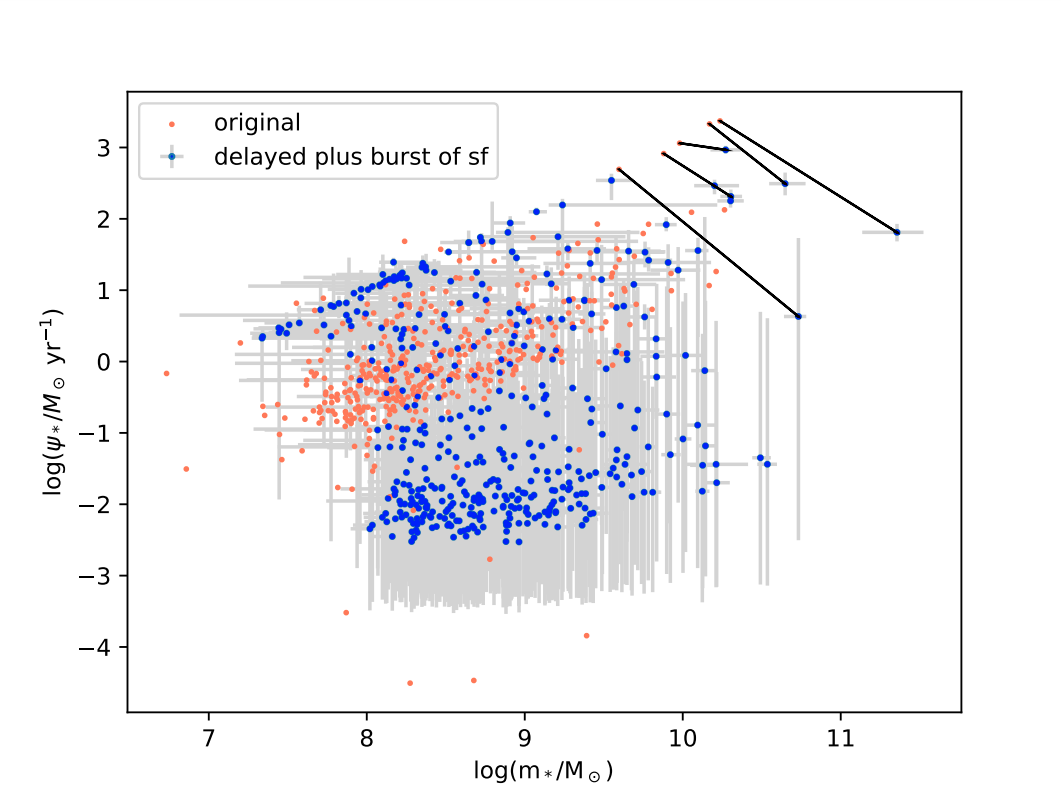 original
delayed plus burst of sf
3
2
1
0
−1
−2
−3
−4
log(ψ∗/M⊙ yr⁻¹)
7 8 9 10 11
log(m∗/M⊙)